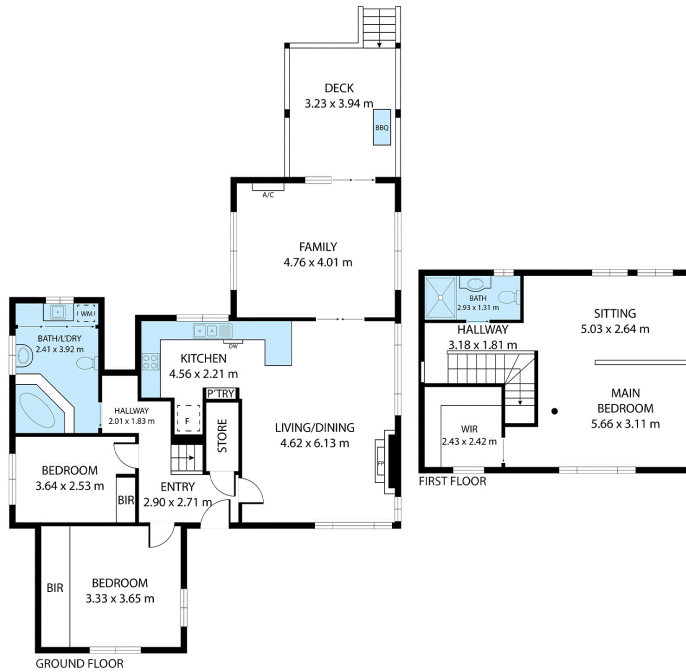 DECK
3.23 x 3.94 m
BBQ
A/C
FAMILY
4.76 x 4.01 m
WM
BATH/L'DRY
2.41 x 3.92 m
DW
KITCHEN
4.56 x 2.21 m
P'TRY
HALLWAY
2.01 x 1.83 m
F
STORE
LIVING/DINING
4.62 x 6.13 m
FP
BEDROOM
3.64 x 2.53 m
BIR
ENTRY
2.90 x 2.71 m
BIR
BEDROOM
3.33 x 3.65 m
GROUND FLOOR
BATH
2.93 x 1.31 m
SITTING
5.03 x 2.64 m
HALLWAY
3.18 x 1.81 m
MAIN
BEDROOM
5.66 x 3.11 m
WIR
2.43 x 2.42 m
FIRST FLOOR